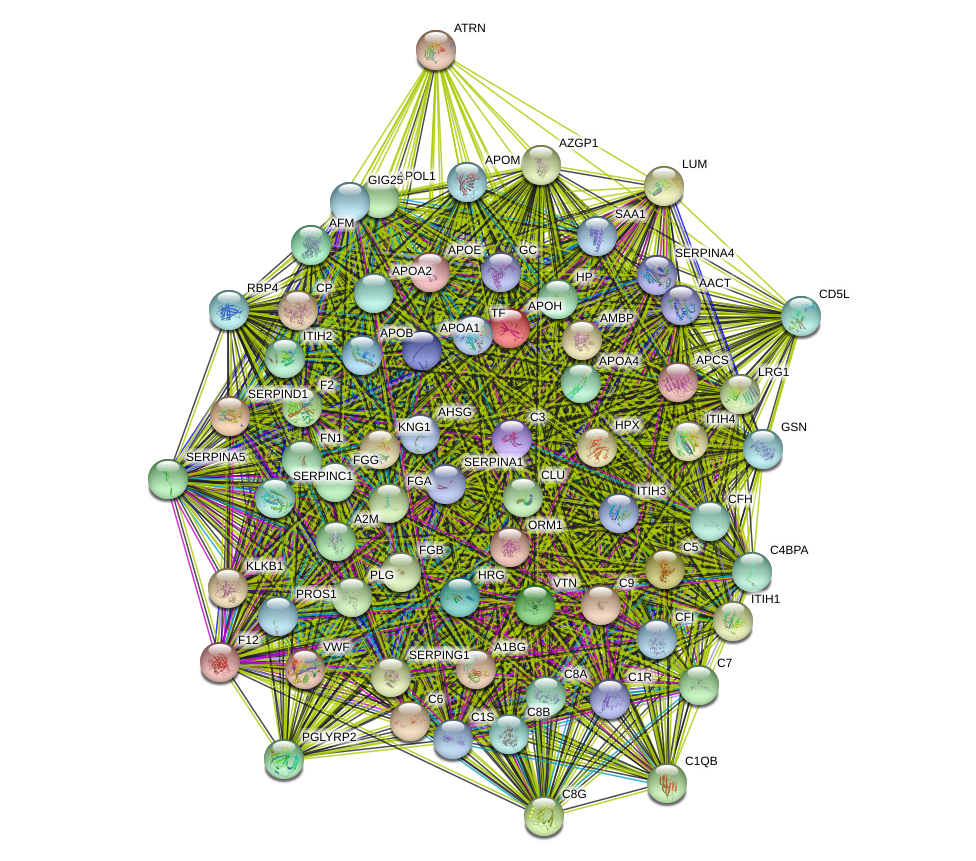 ATRN
AZGP1
APOM
LUM
GIG25
POL1
SAA1
AFM
APOE
GC
SERPINA4
APOA2
HP
AACT
RBP4
CP
CD5L
APOH
TF
AMBP
APOA1
APOB
ITIH2
APOA4
APCS
LRG1
F2
SERPIND1
AHSG
C3
ITIH4
HPX
KNG1
GSN
FN1
SERPINA5
FGG
SERPINA1
SERPINC1
CLU
FGA
ITIH3
CFH
A2M
ORM1
C5
C4BPA
FGB
KLKB1
PLG
HRG
VTN
C9
PROS1
ITIH1
CFI
F12
VWF
A1BG
SERPING1
C7
C8A
C1R
C6
C8B
C1S
PGLYRP2
C1QB
C8G